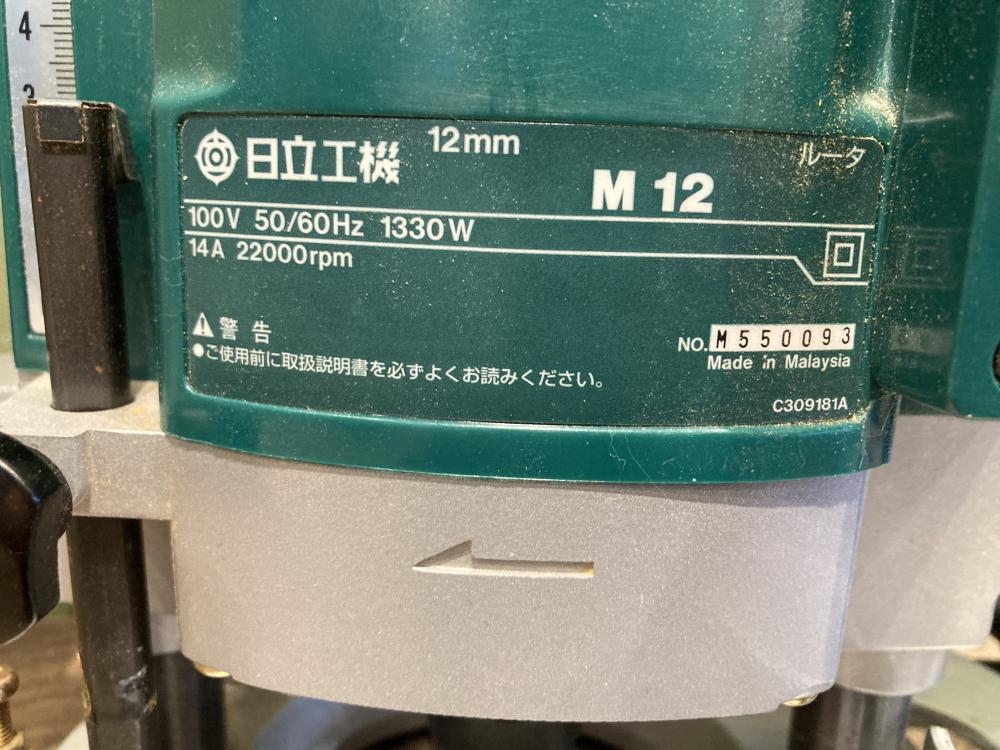 4
3
日立工機 12mm ルータ
M 12
100V 50/60Hz 1330W
14A 22000rpm
警告
●ご使用前に取扱説明書を必ずよくお読みください。
NO. M550093
Made in Malaysia
C309181A